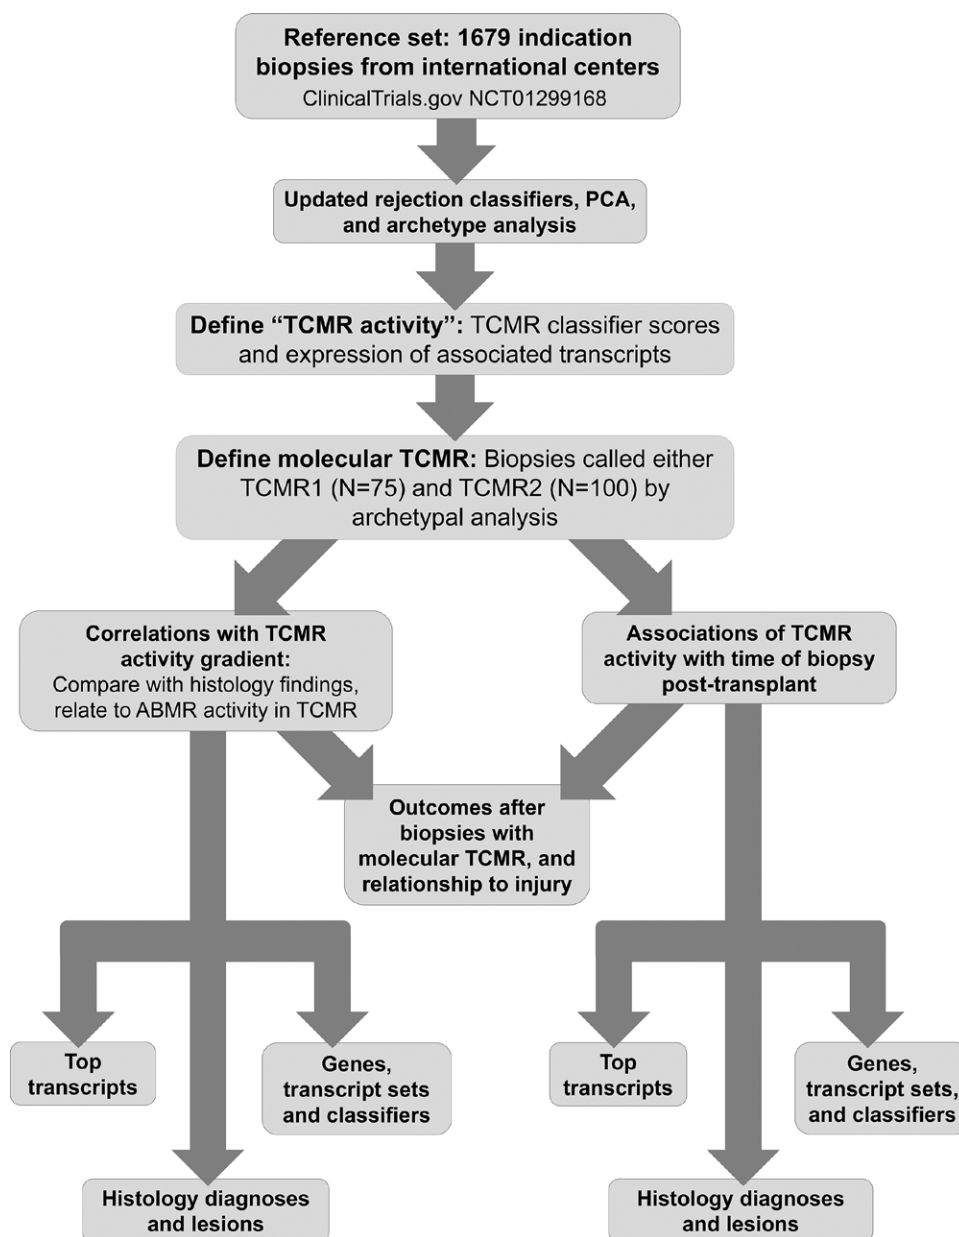 Reference set: 1679 indication
biopsies from international centers
ClinicalTrials.gov NCT01299168
Updated rejection classifiers, PCA,
and archetype analysis
Define “TCMR activity”: TCMR classifier scores
and expression of associated transcripts
Define molecular TCMR: Biopsies called either
TCMR1 (N=75) and TCMR2 (N=100) by
archetypal analysis
Correlations with TCMR
activity gradient:
Compare with histology findings,
relate to ABMR activity in TCMR
Associations of TCMR
activity with time of biopsy
post-transplant
Outcomes after
biopsies with
molecular TCMR, and
relationship to injury
Top
transcripts
Genes,
transcript sets
and classifiers
Top
transcripts
Genes,
transcript sets,
and classifiers
Histology diagnoses
and lesions
Histology diagnoses
and lesions